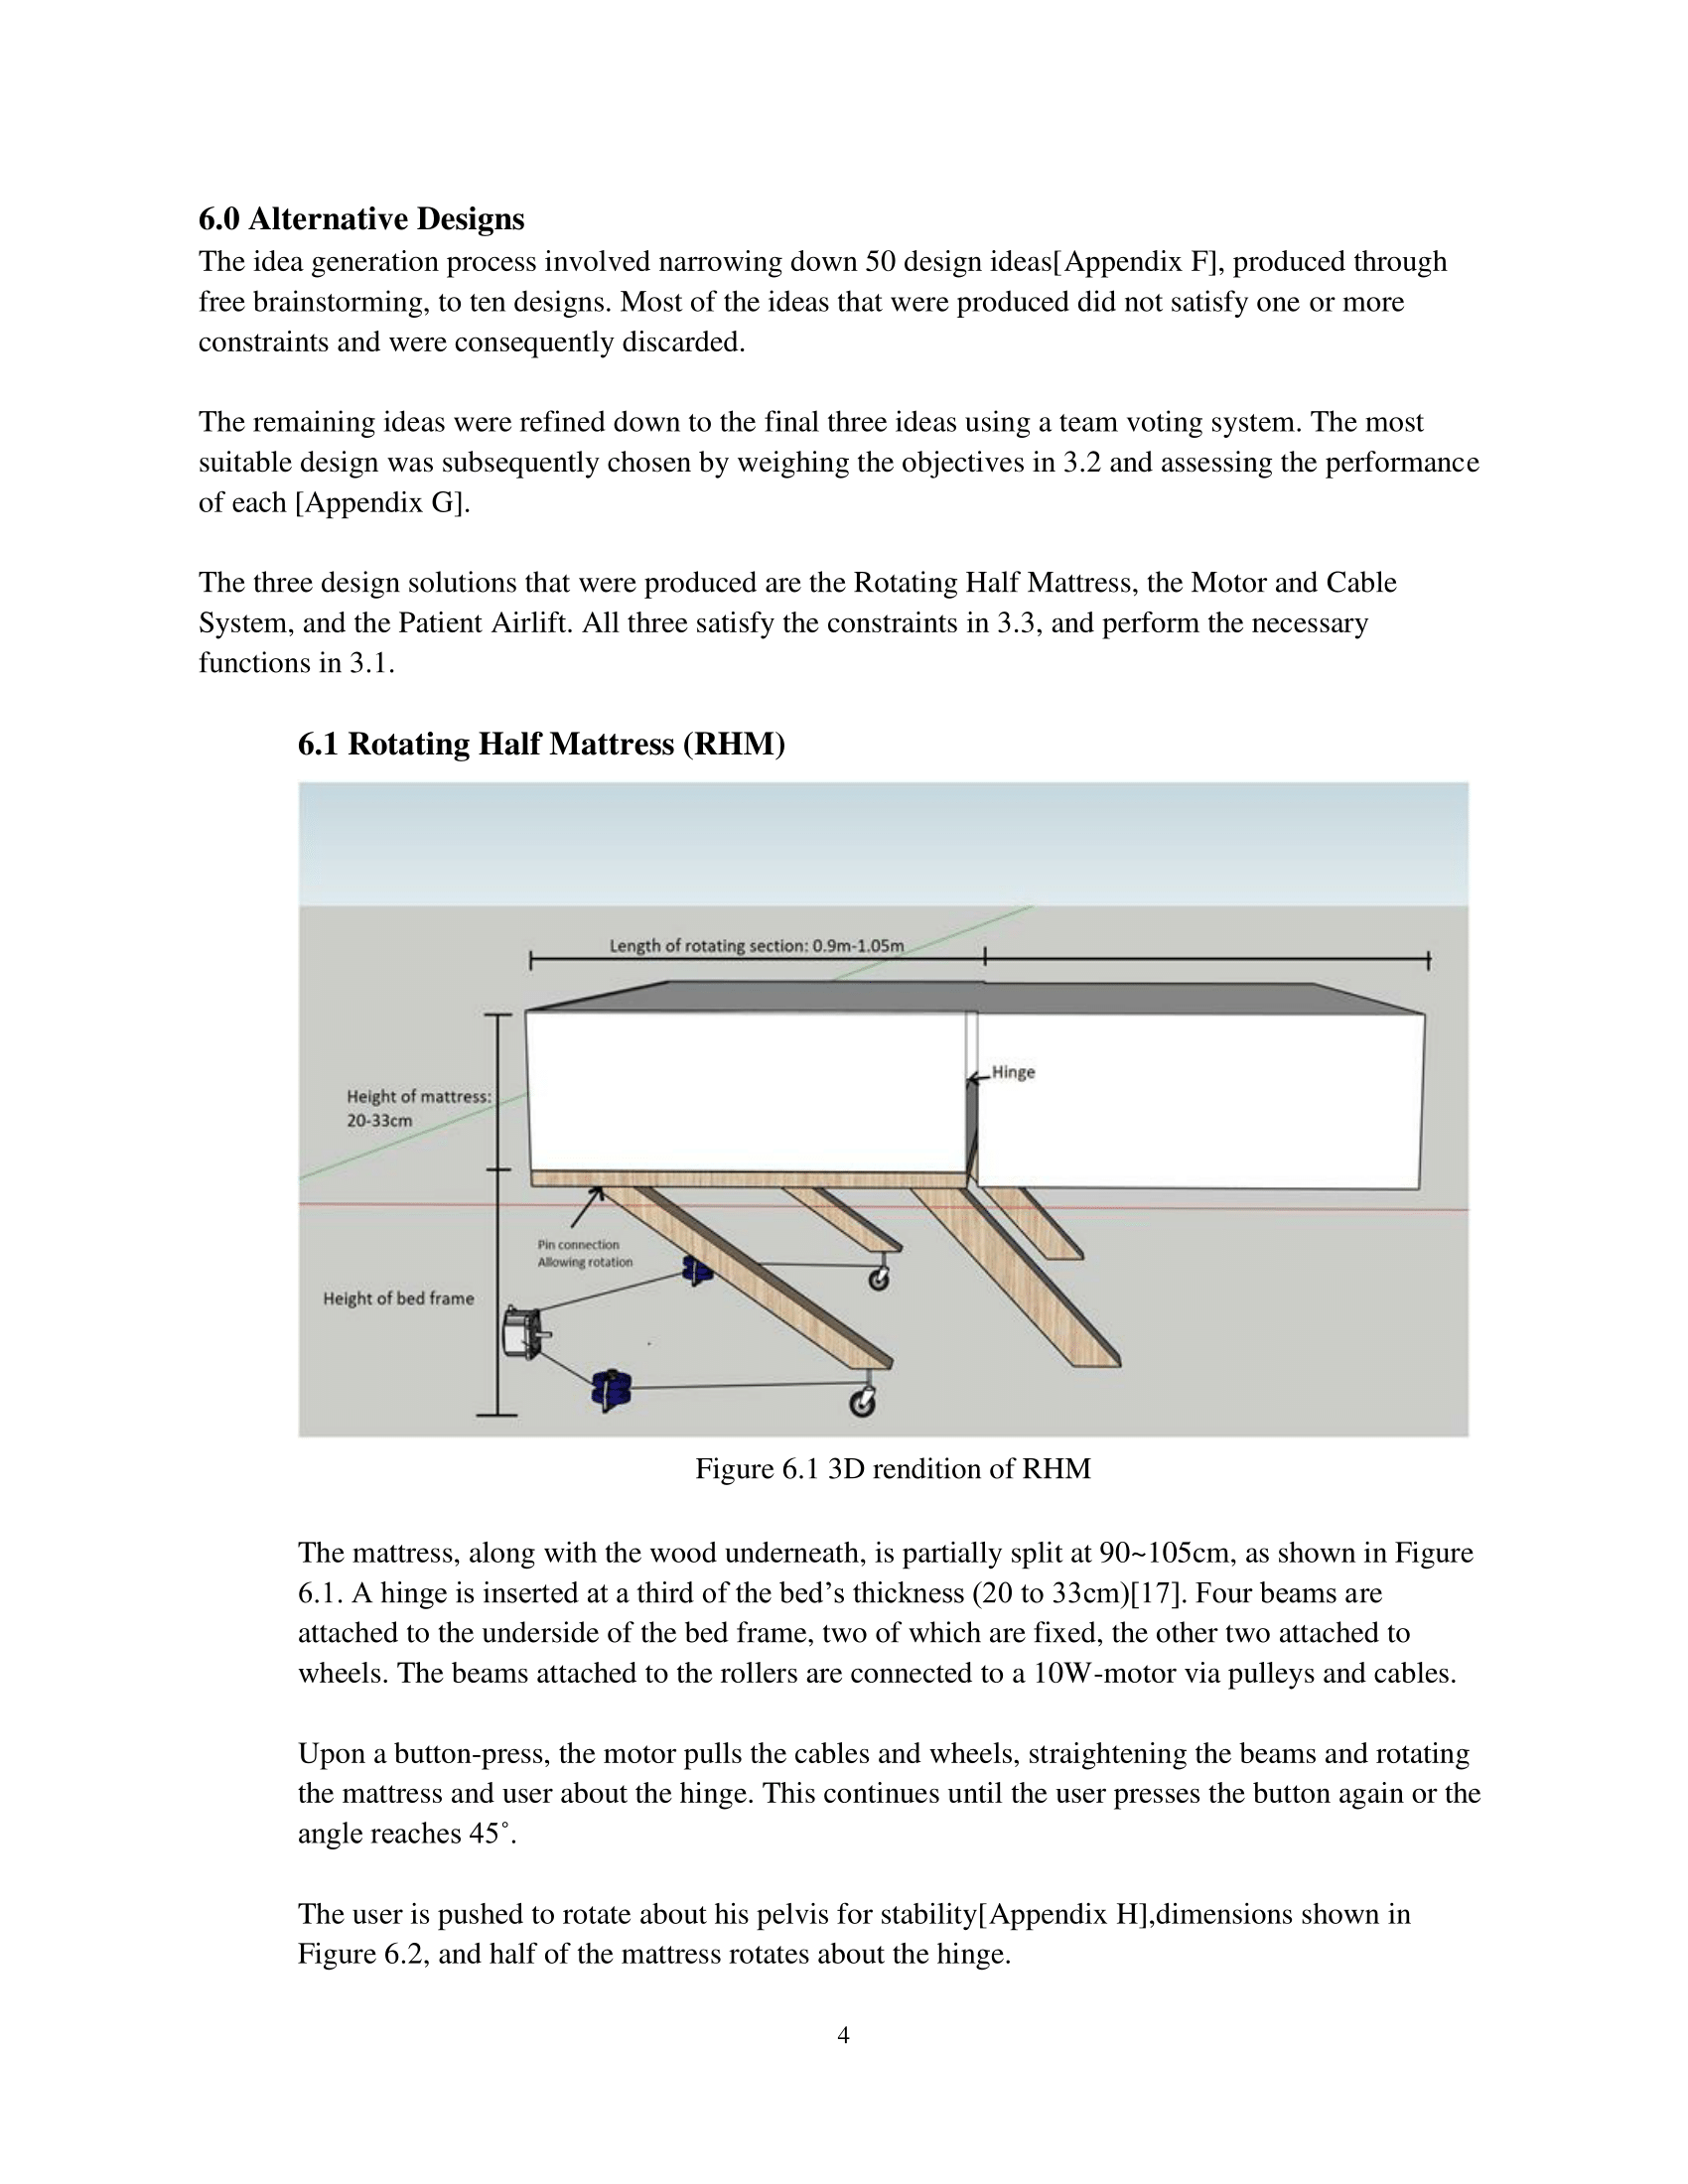 6.0 Alternative Designs
The idea generation process involved narrowing down 50 design ideas[Appendix F], produced through
free brainstorming, to ten designs. Most of the ideas that were produced did not satisfy one or more
constraints and were consequently discarded.
The remaining ideas were refined down to the final three ideas using a team voting system. The most
suitable design was subsequently chosen by weighing the objectives in 3.2 and assessing the performance
of each [Appendix G].
The three design solutions that were produced are the Rotating Half Mattress, the Motor and Cable
System, and the Patient Airlift. All three satisfy the constraints in 3.3, and perform the necessary
functions in 3.1.
6.1 Rotating Half Mattress (RHM)
Length of rotating section: 0.9m-1.05m
Hinge
Height of mattress:
20-33cm
Pin connection
Allowing rotation
Height of bed frame
Figure 6.1 3D rendition of RHM
The mattress, along with the wood underneath, is partially split at 90~105cm, as shown in Figure
6.1. A hinge is inserted at a third of the bed’s thickness (20 to 33cm)[17]. Four beams are
attached to the underside of the bed frame, two of which are fixed, the other two attached to
wheels. The beams attached to the rollers are connected to a 10W-motor via pulleys and cables.
Upon a button-press, the motor pulls the cables and wheels, straightening the beams and rotating
the mattress and user about the hinge. This continues until the user presses the button again or the
angle reaches 45˚.
The user is pushed to rotate about his pelvis for stability[Appendix H],dimensions shown in
Figure 6.2, and half of the mattress rotates about the hinge.
4